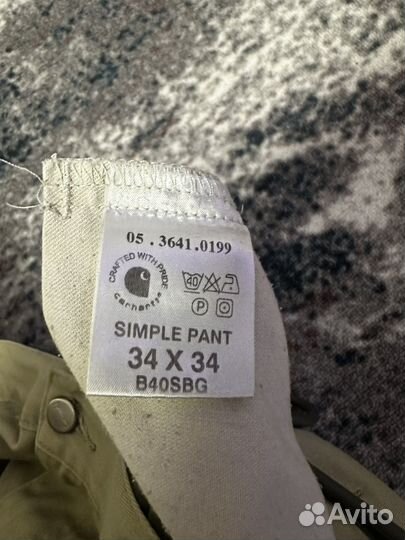 05 . 3641.0199
CRAFTED WITH PRIDE
carhartt
40
P
SIMPLE PANT
34 X 34
B40SBG
Avito